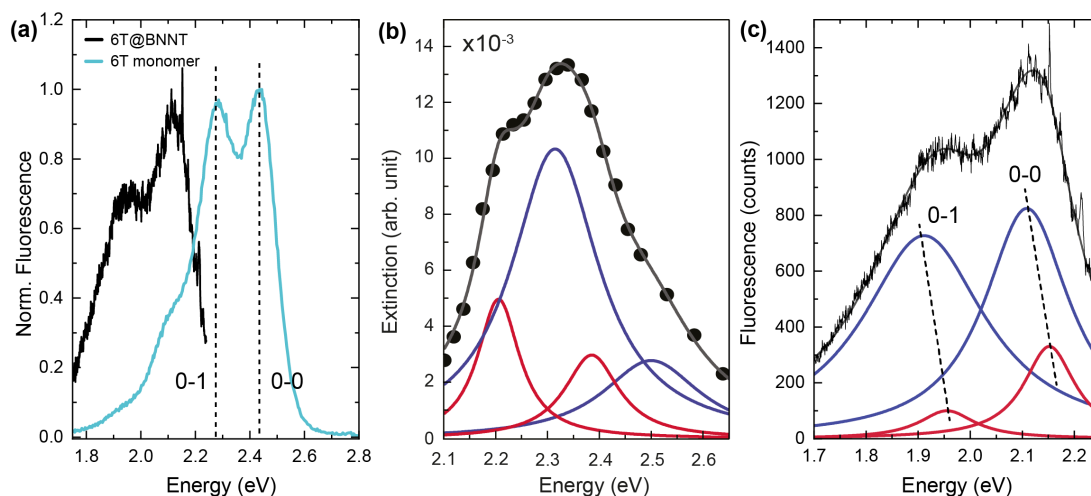 (a)
6T@BNNT
6T monomer
0-1
0-0
Norm. Fluorescence
1.2
1.0
0.8
0.6
0.4
0.2
0.0
1.8 2.0 2.2 2.4 2.6 2.8
Energy (eV)
(b)
x10-3
Extinction (arb. unit)
14
12
10
8
6
4
2
0
2.1 2.2 2.3 2.4 2.5 2.6
Energy (eV)
(c)
0-0
0-1
Fluorescence (counts)
1400
1200
1000
800
600
400
200
0
1.7 1.8 1.9 2.0 2.1 2.2
Energy (eV)